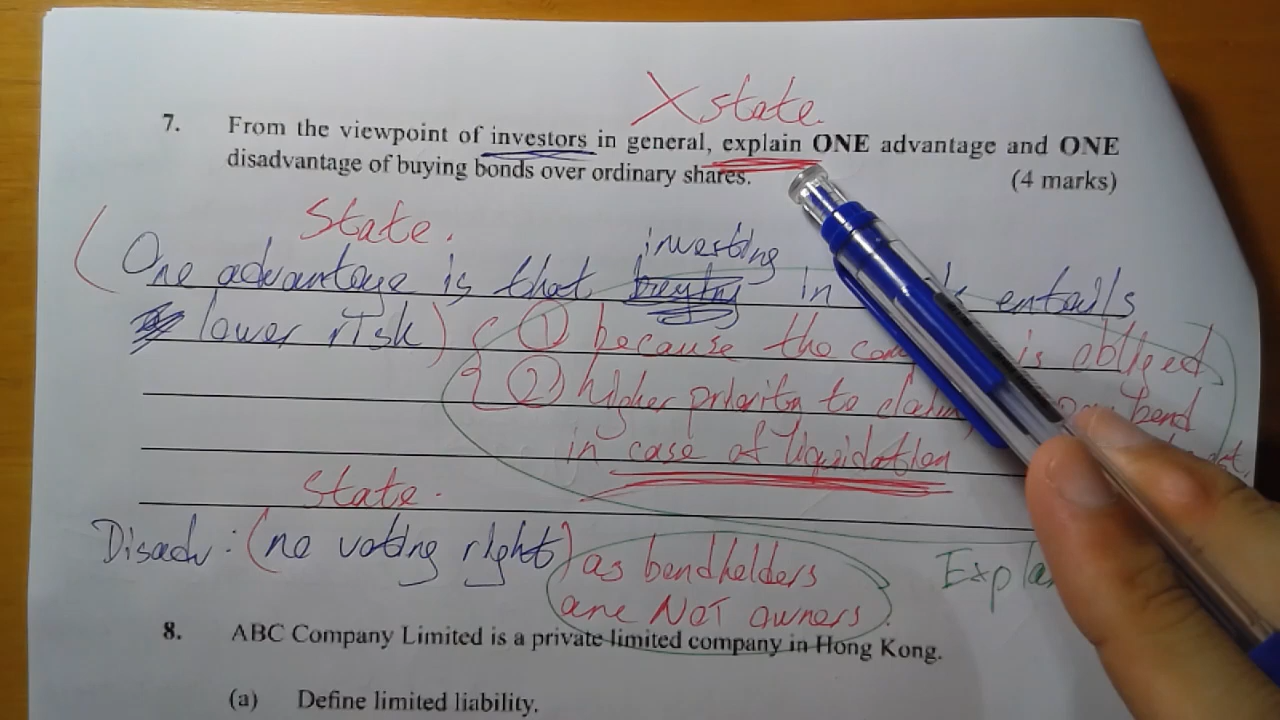 X state.
7. From the viewpoint of investors in general, explain ONE advantage and ONE
disadvantage of buying bonds over ordinary shares. (4 marks)
State.
investing
(One advantage is that in entails
lower risk) ① because the is obliged
② higher priority to claim, bond
in case of liquidation
State.
Disadv: (no voting right) as bondholders
are NOT owners.
8. ABC Company Limited is a private limited company in Hong Kong.
(a) Define limited liability.